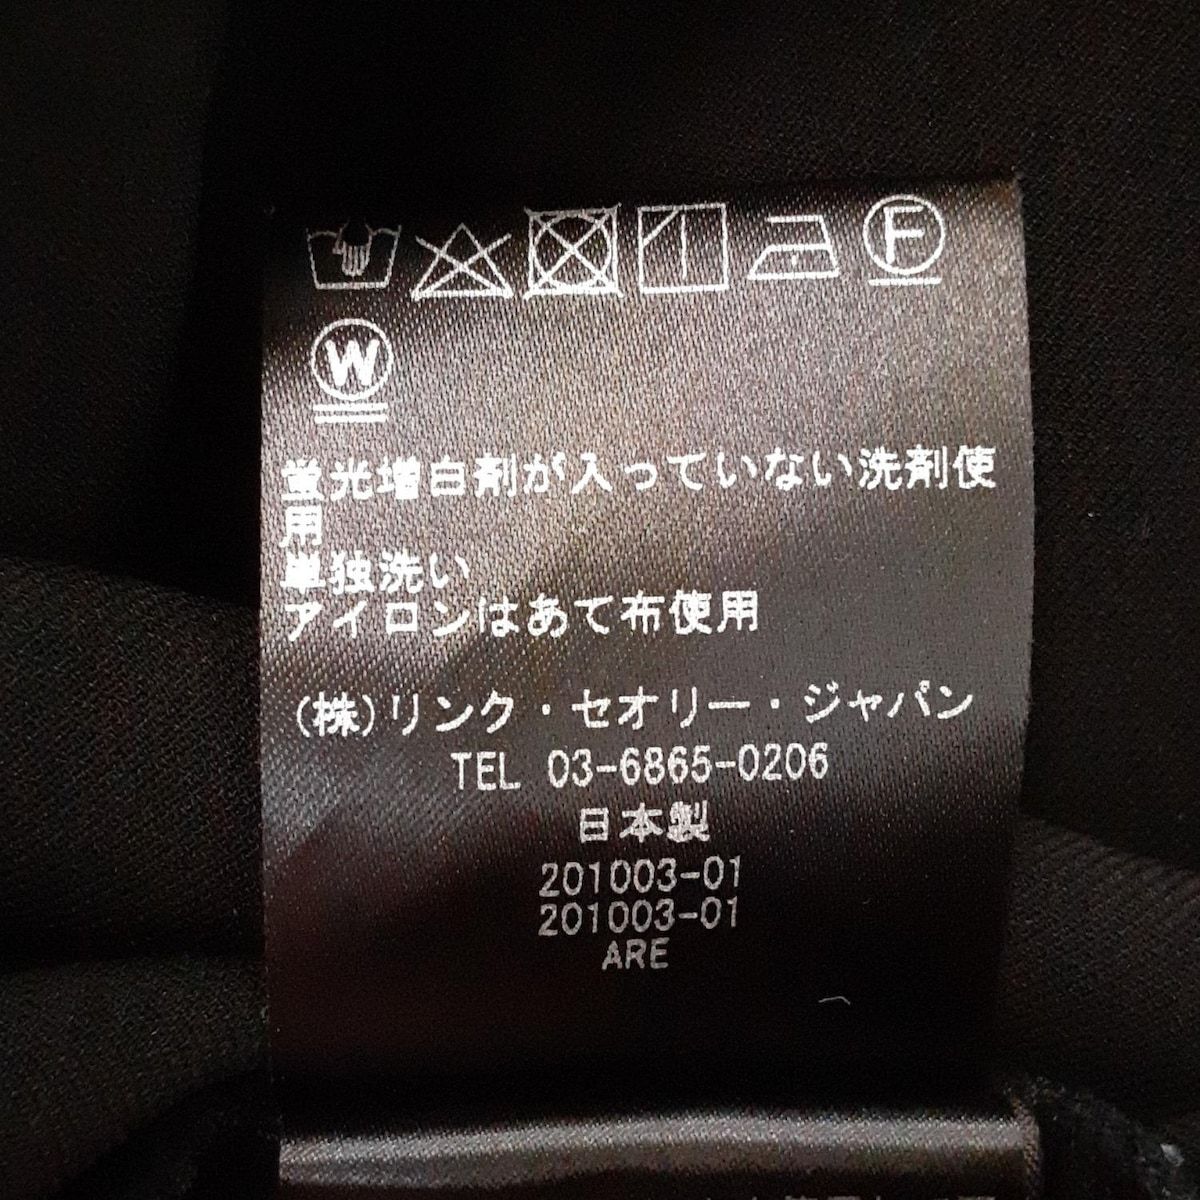 F
W
蛍光増白剤が入っていない洗剤使
用
単独洗い
アイロンはあて布使用
(株)リンク・セオリー・ジャパン
TEL 03-6865-0206
日本製
201003-01
201003-01
ARE